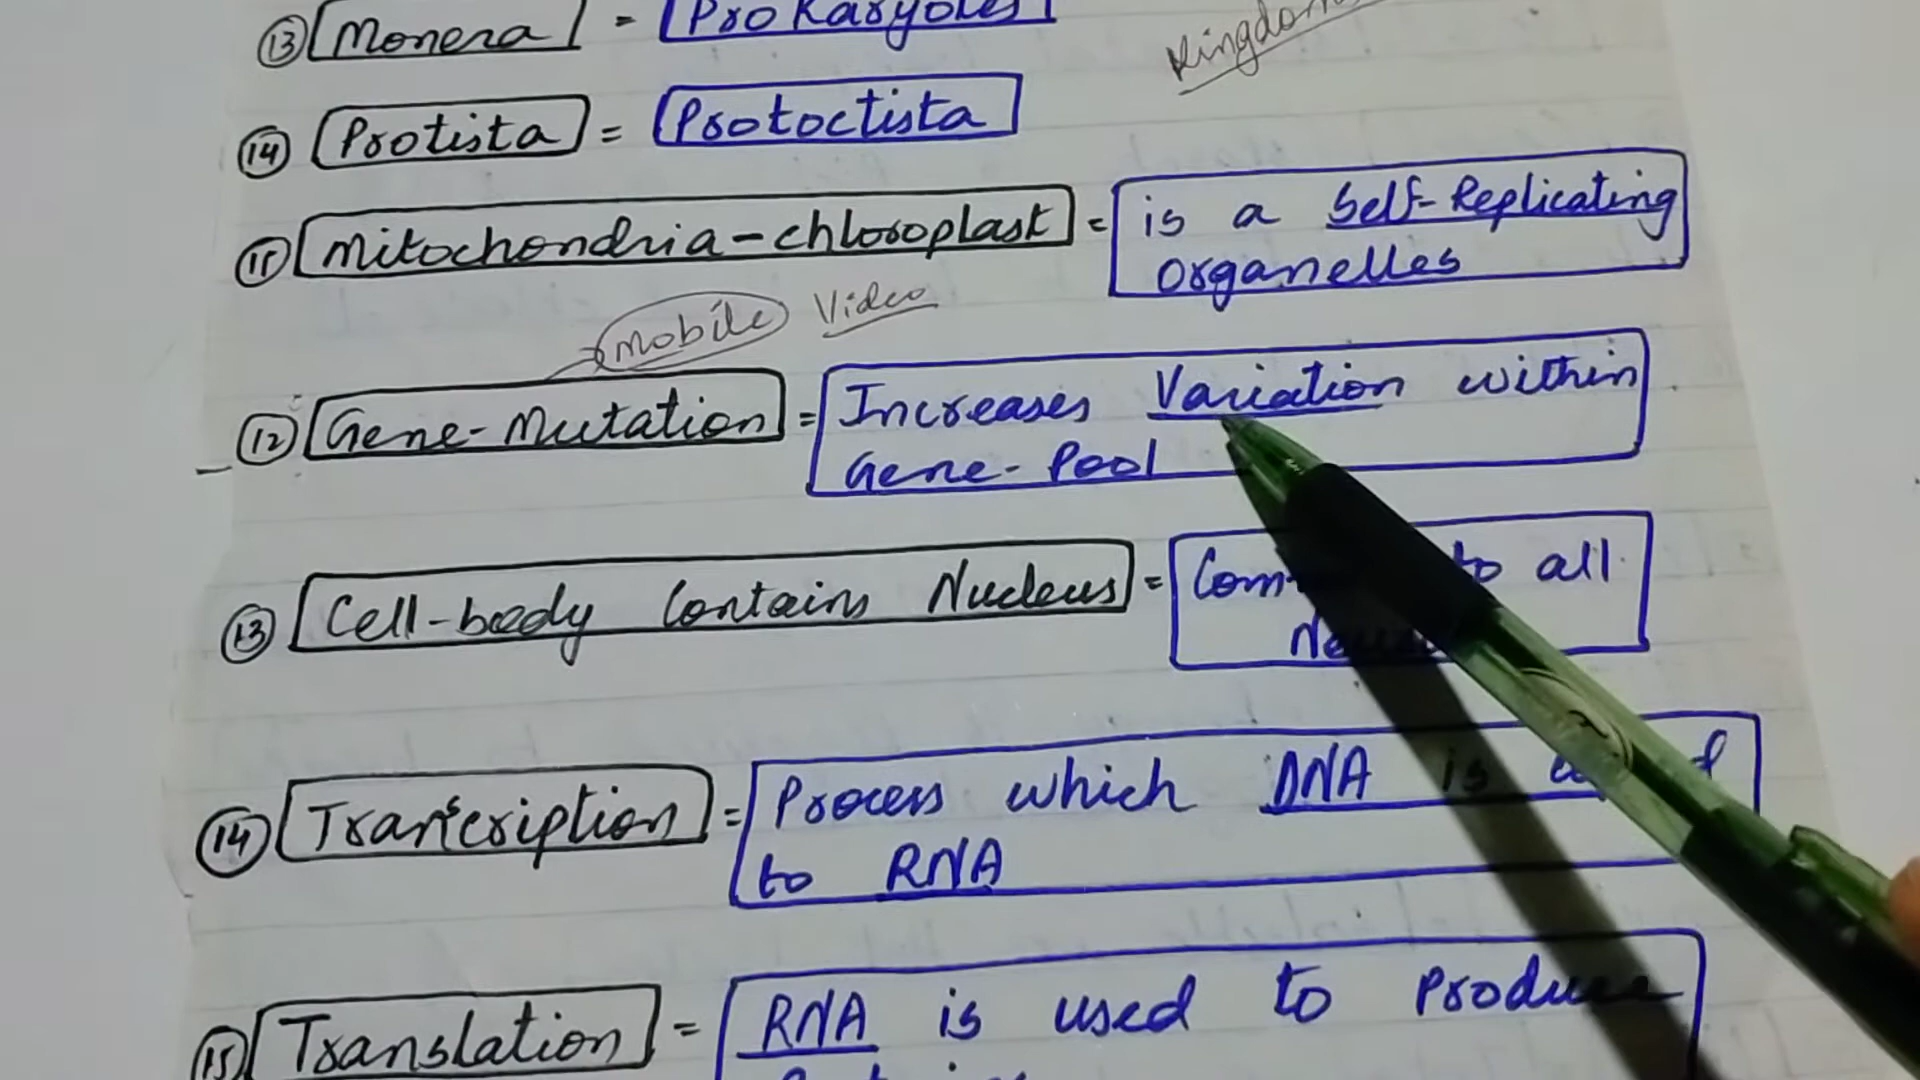 13 Monera = Prokaryotes
Kingdom
14 Protista = Protoctista
11 Mitochondria-chloroplast = is a Self-Replicating
organelles
Mobile Video
12 Gene-Mutation = Increases Variation within
Gene-Pool
13 Cell-body Contains Nucleus = to all
14 Transcription = Process which DNA is
to RNA
15 Translation = RNA is used to Produce